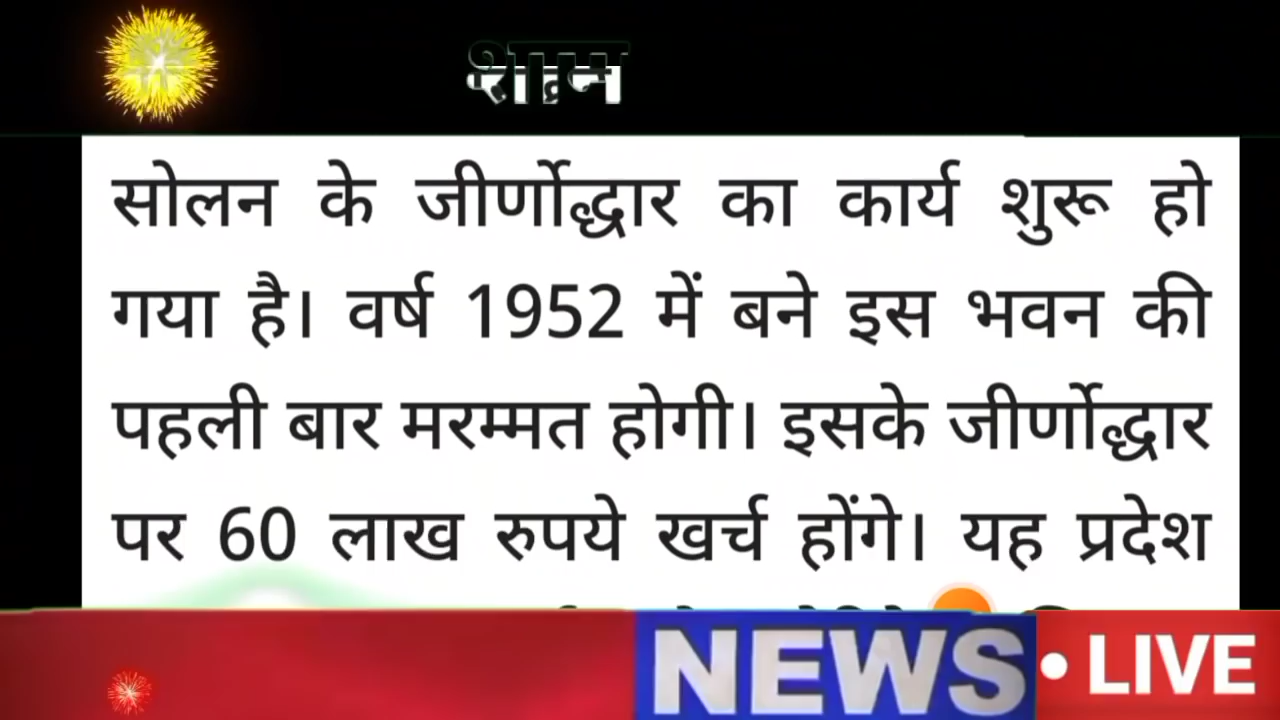 सोलन के जीर्णोद्धार का कार्य शुरू हो
गया है। वर्ष 1952 में बने इस भवन की
पहली बार मरम्मत होगी। इसके जीर्णोद्धार
पर 60 लाख रुपये खर्च होंगे। यह प्रदेश
NEWS • LIVE